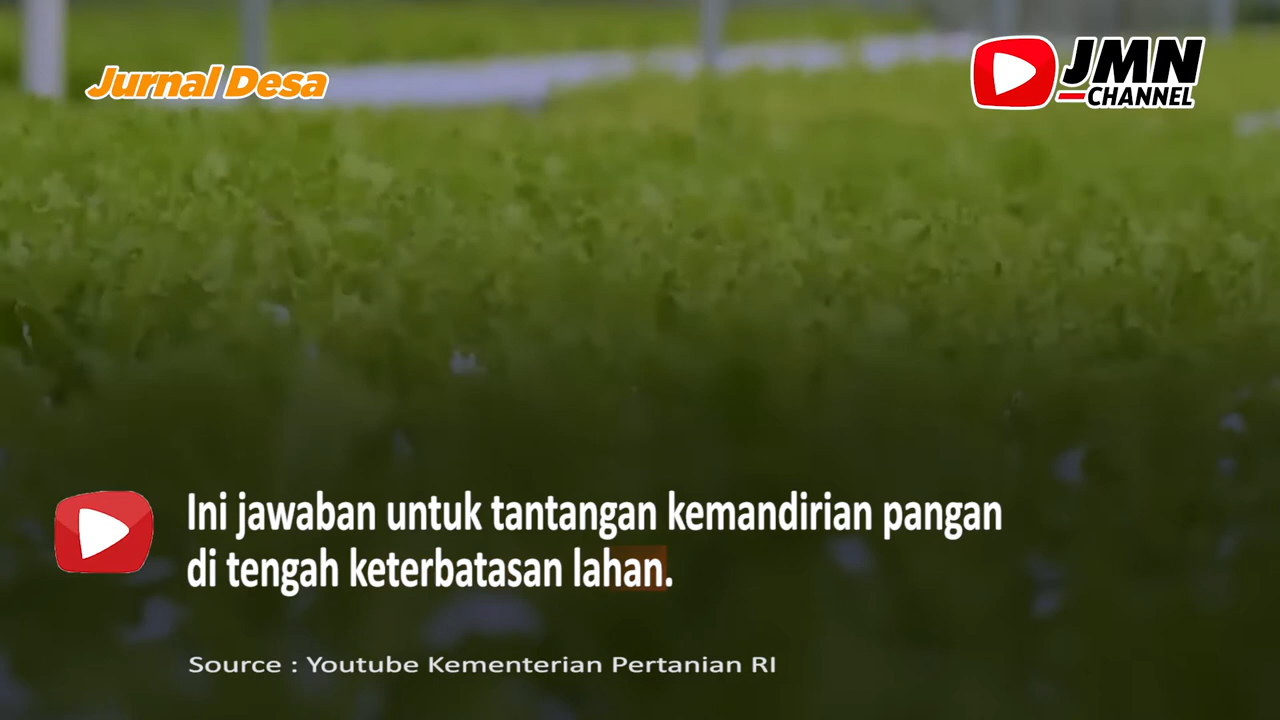 Jurnal Desa
JMN
CHANNEL
Ini jawaban untuk tantangan kemandirian pangan
di tengah keterbatasan lahan.
Source : Youtube Kementerian Pertanian RI